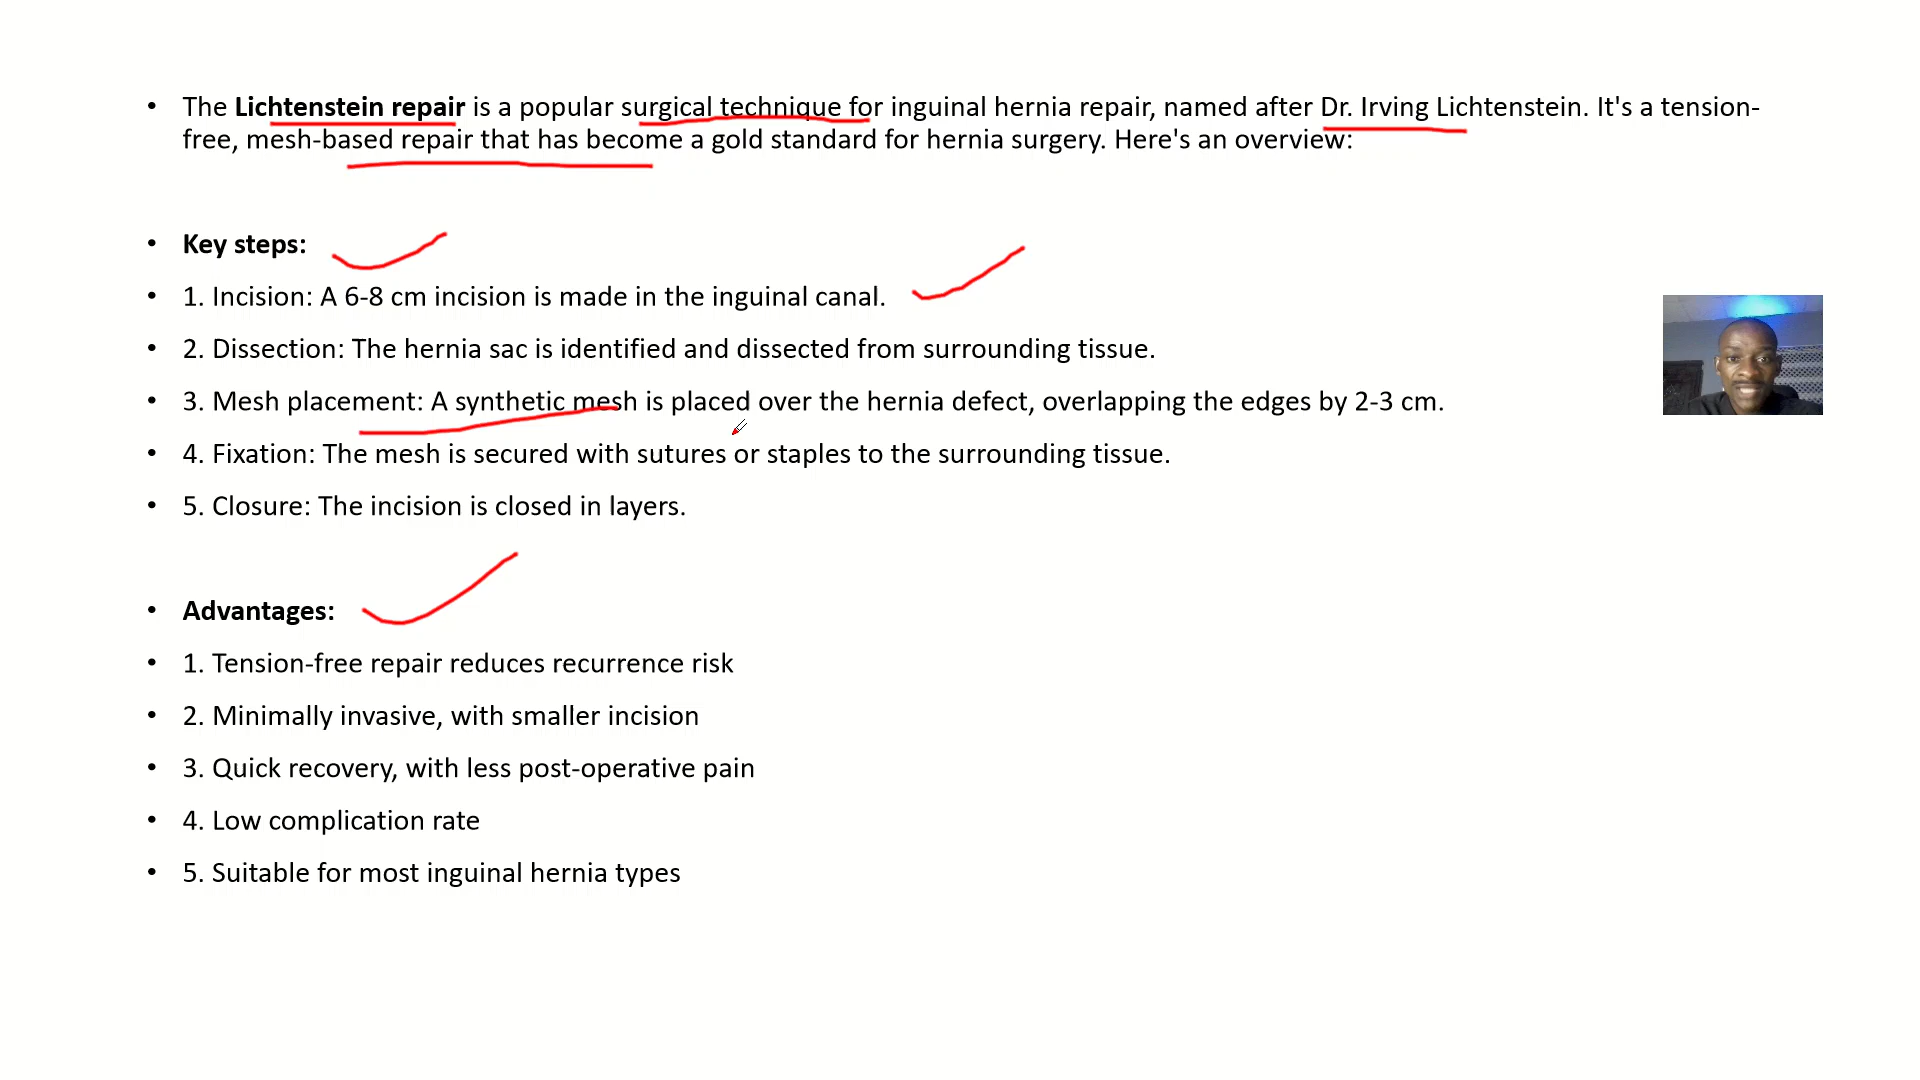 • The Lichtenstein repair is a popular surgical technique for inguinal hernia repair, named after Dr. Irving Lichtenstein. It's a tension-
free, mesh-based repair that has become a gold standard for hernia surgery. Here's an overview:
• Key steps:
• 1. Incision: A 6-8 cm incision is made in the inguinal canal.
• 2. Dissection: The hernia sac is identified and dissected from surrounding tissue.
• 3. Mesh placement: A synthetic mesh is placed over the hernia defect, overlapping the edges by 2-3 cm.
• 4. Fixation: The mesh is secured with sutures or staples to the surrounding tissue.
• 5. Closure: The incision is closed in layers.
• Advantages:
• 1. Tension-free repair reduces recurrence risk
• 2. Minimally invasive, with smaller incision
• 3. Quick recovery, with less post-operative pain
• 4. Low complication rate
• 5. Suitable for most inguinal hernia types